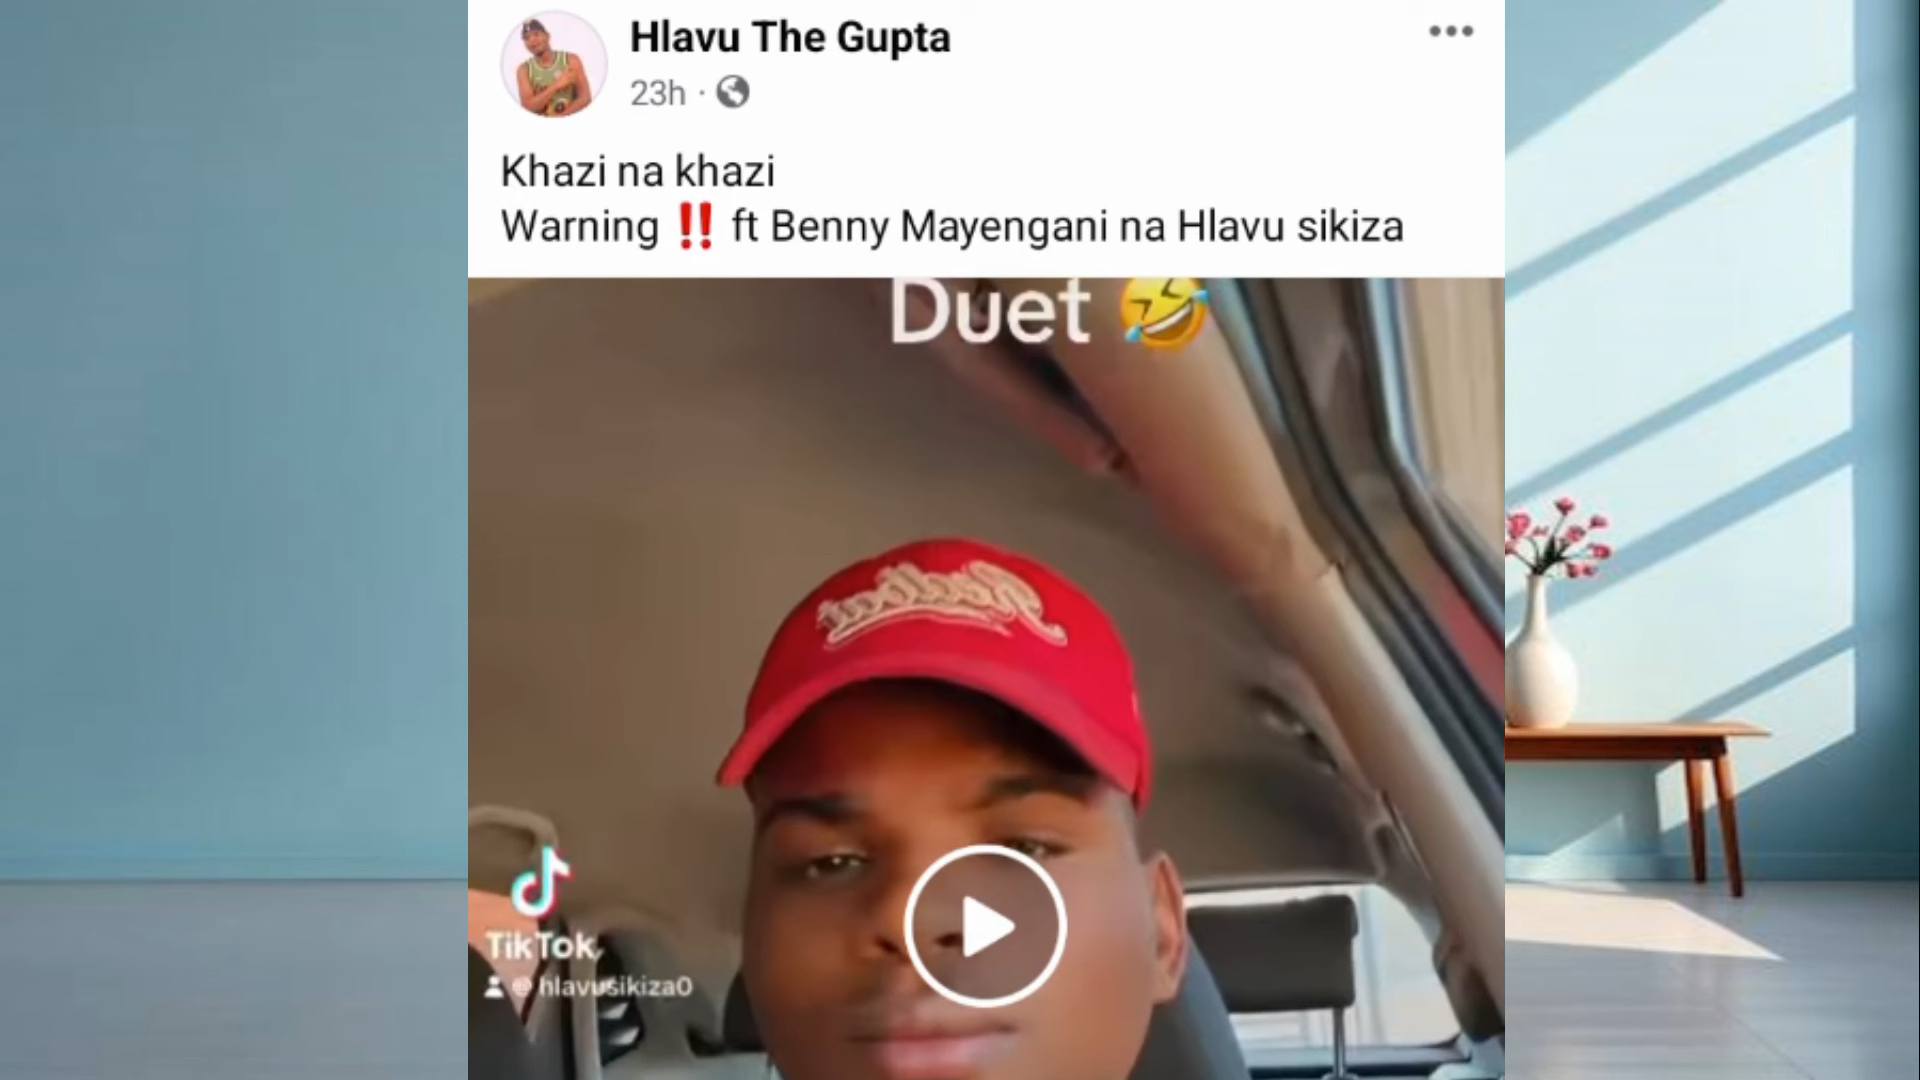 Hlavu The Gupta
23h ·
Khazi na khazi
Warning ‼️ ft Benny Mayengani na Hlavu sikiza
Duet 🤣
TikTok
@hlavusikiza0